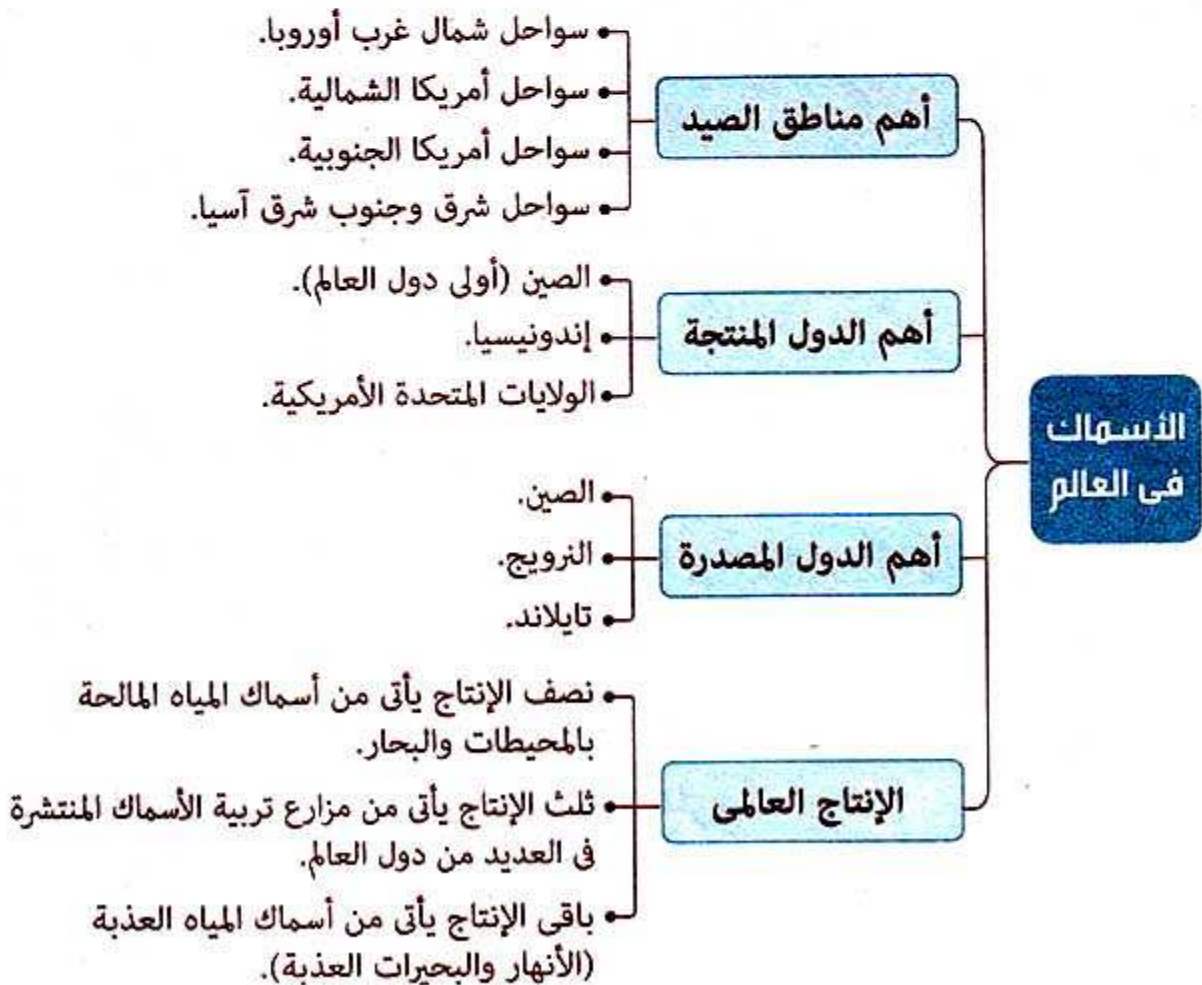 الأسماك
فى العالم
أهم مناطق الصيد
سواحل شمال غرب أوروبا.
سواحل أمريكا الشمالية.
سواحل أمريكا الجنوبية.
سواحل شرق وجنوب شرق آسيا.
أهم الدول المنتجة
الصين (أولى دول العالم).
إندونيسيا.
الولايات المتحدة الأمريكية.
أهم الدول المصدرة
الصين.
النرويج.
تايلاند.
الإنتاج العالمى
نصف الإنتاج يأتى من أسماك المياه المالحة
بالمحيطات والبحار.
ثلث الإنتاج يأتى من مزارع تربية الأسماك المنتشرة
فى العديد من دول العالم.
باقى الإنتاج يأتى من أسماك المياه العذبة
(الأنهار والبحيرات العذبة).